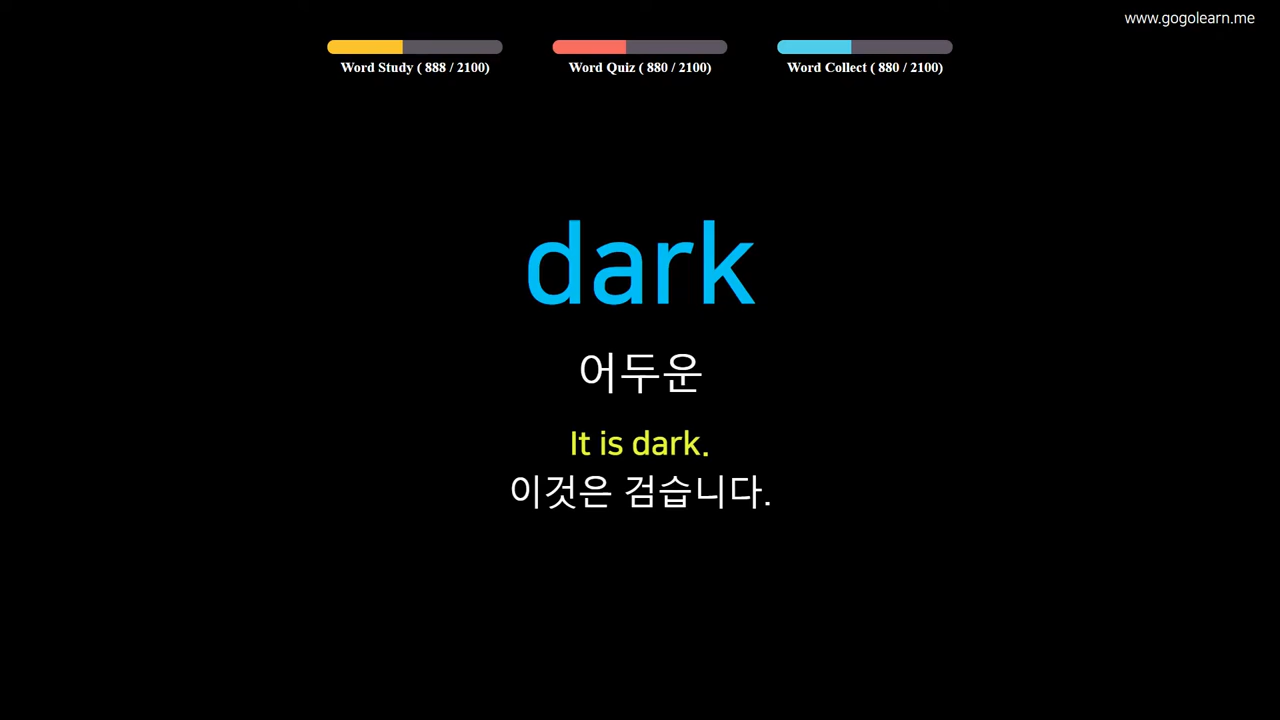 www.gogolearn.me
Word Study ( 888 / 2100)
Word Quiz ( 880 / 2100)
Word Collect ( 880 / 2100)
dark
어두운
It is dark.
이것은 검습니다.